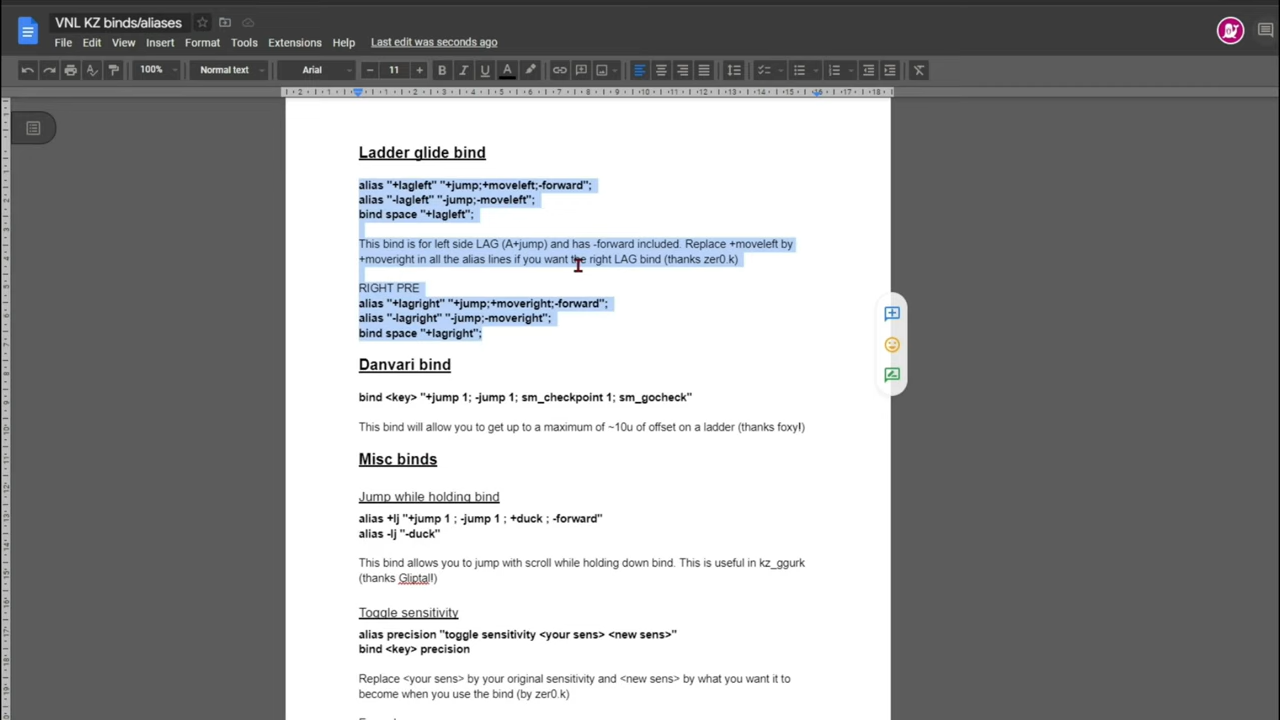 VNL KZ binds/aliases
File Edit View Insert Format Tools Extensions Help Last edit was seconds ago
100% Normal text Arial 11
Ladder glide bind
alias "+lagleft" "+jump;+moveleft;-forward";
alias "-lagleft" "-jump;-moveleft";
bind space "+lagleft";
This bind is for left side LAG (A+jump) and has -forward included. Replace +moveleft by
+moveright in all the alias lines if you want the right LAG bind (thanks zer0.k)
RIGHT PRE
alias "+lagright" "+jump;+moveright;-forward";
alias "-lagright" "-jump;-moveright";
bind space "+lagright";
Danvari bind
bind <key> "+jump 1; -jump 1; sm_checkpoint 1; sm_gocheck"
This bind will allow you to get up to a maximum of ~10u of offset on a ladder (thanks foxy!)
Misc binds
Jump while holding bind
alias +lj "+jump 1 ; -jump 1 ; +duck ; -forward"
alias -lj "-duck"
This bind allows you to jump with scroll while holding down bind. This is useful in kz_ggurk
(thanks Gliptal!)
Toggle sensitivity
alias precision "toggle sensitivity <your sens> <new sens>"
bind <key> precision
Replace <your sens> by your original sensitivity and <new sens> by what you want it to
become when you use the bind (by zer0.k)